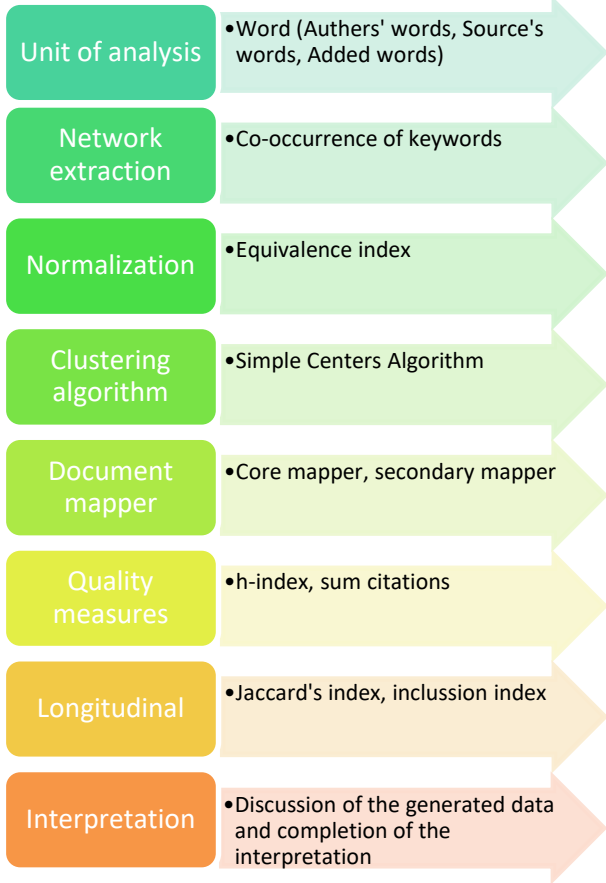 Unit of analysis
•Word (Authers' words, Source's
words, Added words)
Network
extraction
•Co-occurrence of keywords
Normalization
•Equivalence index
Clustering
algorithm
•Simple Centers Algorithm
Document
mapper
•Core mapper, secondary mapper
Quality
measures
•h-index, sum citations
Longitudinal
•Jaccard's index, inclussion index
Interpretation
•Discussion of the generated data
and completion of the
interpretation